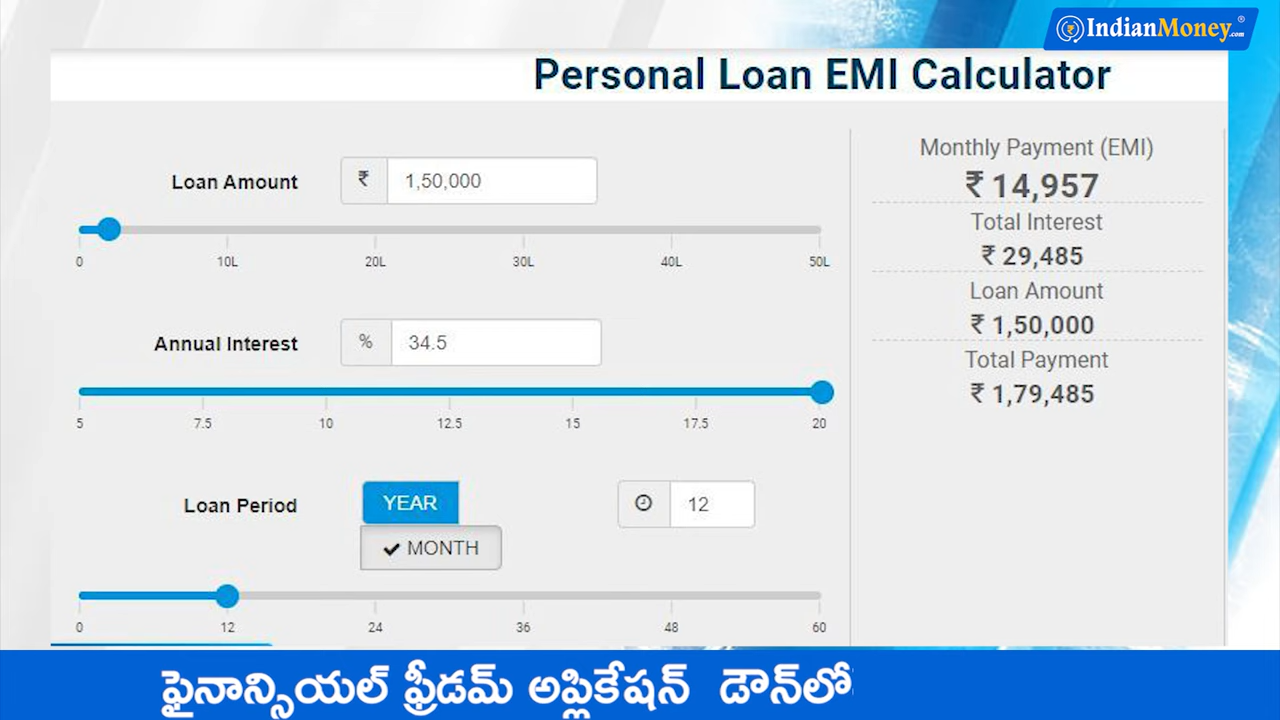 IndianMoney.com
Personal Loan EMI Calculator
Loan Amount ₹ 1,50,000
0 10L 20L 30L 40L 50L
Annual Interest % 34.5
5 7.5 10 12.5 15 17.5 20
Loan Period YEAR 12
MONTH
0 12 24 36 48 60
Monthly Payment (EMI)
₹ 14,957
Total Interest
₹ 29,485
Loan Amount
₹ 1,50,000
Total Payment
₹ 1,79,485
ఫైనాన్సియల్ ఫ్రీడమ్ అప్లికేషన్ డౌన్‌లో